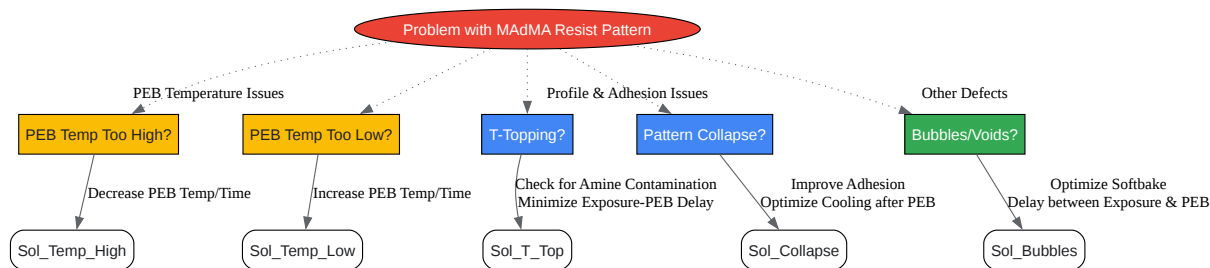 Problem with MAdMA Resist Pattern
PEB Temperature Issues
Profile & Adhesion Issues
Other Defects
PEB Temp Too High?
PEB Temp Too Low?
T-Topping?
Pattern Collapse?
Bubbles/Voids?
Decrease PEB Temp/Time
Increase PEB Temp/Time
Check for Amine Contamination
Minimize Exposure-PEB Delay
Improve Adhesion
Optimize Cooling after PEB
Optimize Softbake
Delay between Exposure & PEB
Sol_Temp_High
Sol_Temp_Low
Sol_T_Top
Sol_Collapse
Sol_Bubbles